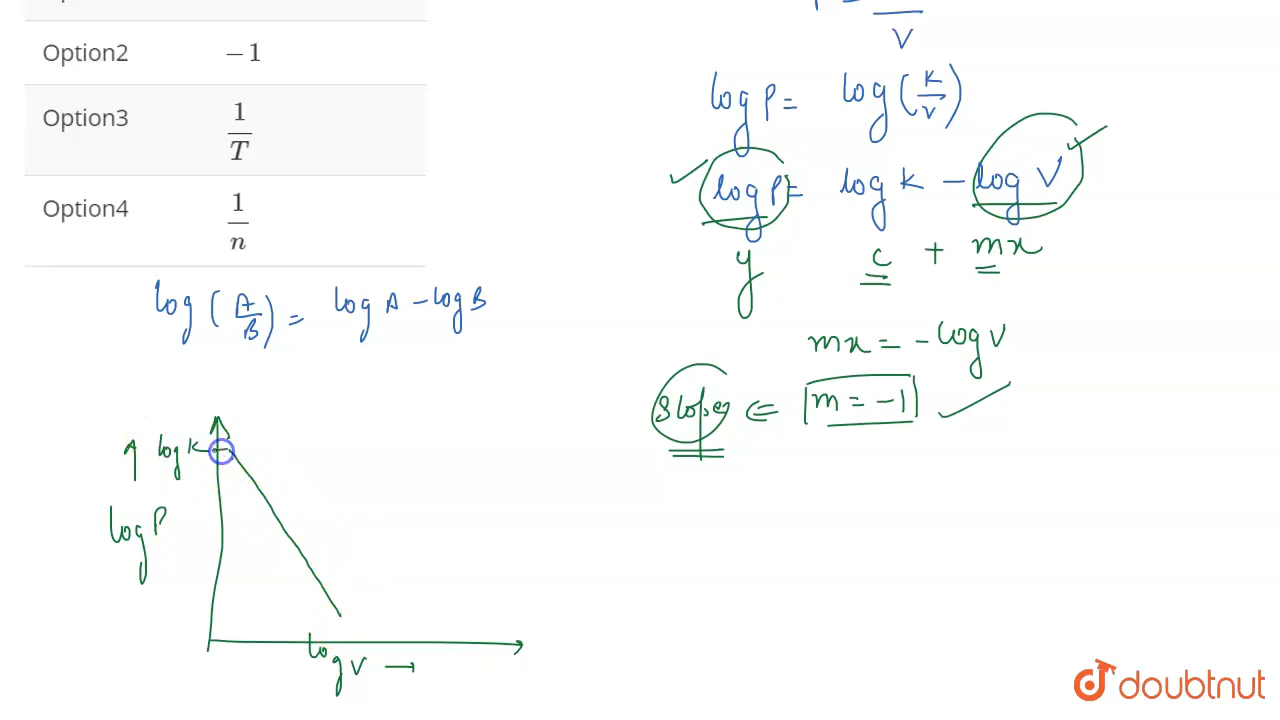 Option2 −1
Option3 1/T
Option4 1/n
log (A/B) = log A − log B
V
log P = log (K/V)
log P = log K − log V
y c + mx
mx = − log V
Slope ⇐ m = −1
log K
log P
log V →
doubtnut